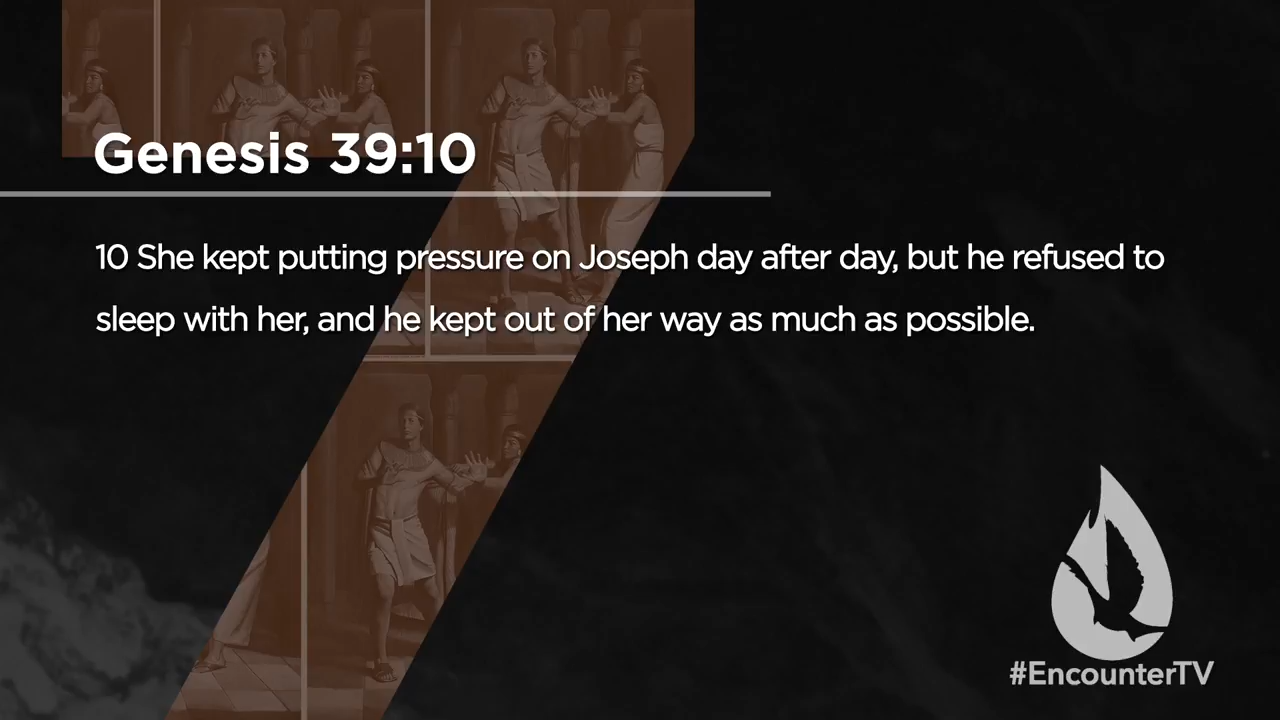 Genesis 39:10
10 She kept putting pressure on Joseph day after day, but he refused to
sleep with her, and he kept out of her way as much as possible.
#EncounterTV